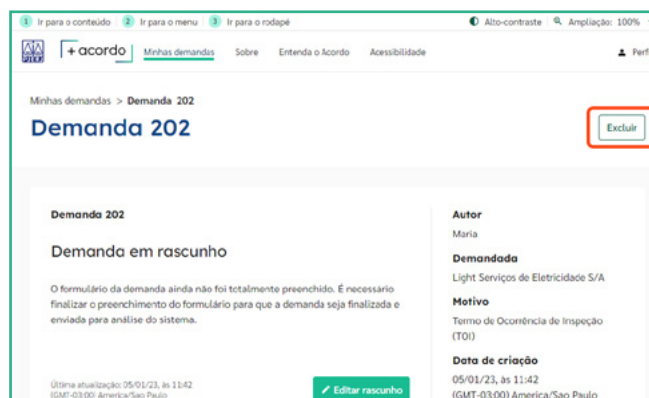 1 Ir para o conteúdo 2 Ir para o menu 3 Ir para o rodapé Alto-contraste Ampliação: 100%
PJERJ +acordo Minhas demandas Sobre Entenda o Acordo Acessibilidade Perf
Minhas demandas > Demanda 202
Demanda 202
Excluir
Demanda 202
Demanda em rascunho
O formulário da demanda ainda não foi totalmente preenchido. É necessário
finalizar o preenchimento do formulário para que a demanda seja finalizada e
enviada para análise do sistema.
Última atualização: 05/01/23, às 11:42
(GMT-03:00) America/Sao Paulo
Editar rascunho
Autor
Maria
Demandada
Light Serviços de Eletricidade S/A
Motivo
Termo de Ocorrência de Inspeção
(TOI)
Data de criação
05/01/23, às 11:42
(GMT-03:00) America/Sao Paulo